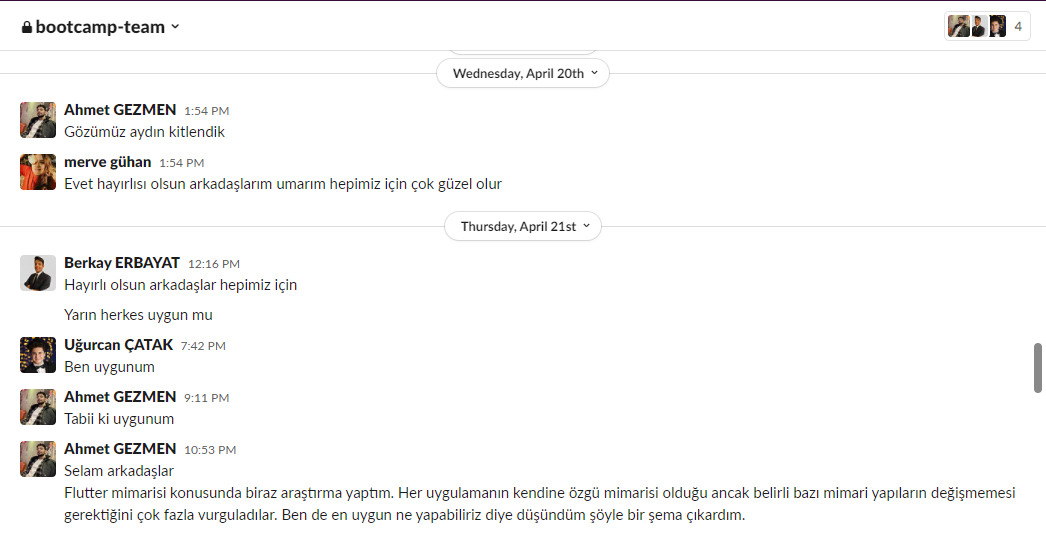 bootcamp-team
4
Wednesday, April 20th
Ahmet GEZMEN 1:54 PM
Gözümüz aydın kitlendik
merve gühan 1:54 PM
Evet hayırlısı olsun arkadaşlarım umarım hepimiz için çok güzel olur
Thursday, April 21st
Berkay ERBAYAT 12:16 PM
Hayırlı olsun arkadaşlar hepimiz için
Yarın herkes uygun mu
Uğurcan ÇATAK 7:42 PM
Ben uygunum
Ahmet GEZMEN 9:11 PM
Tabii ki uygunum
Ahmet GEZMEN 10:53 PM
Selam arkadaşlar
Flutter mimarisi konusunda biraz araştırma yaptım. Her uygulamanın kendine özgü mimarisi olduğu ancak belirli bazı mimari yapıların değişmemesi
gerektiğini çok fazla vurguladılar. Ben de en uygun ne yapabiliriz diye düşündüm şöyle bir şema çıkardım.